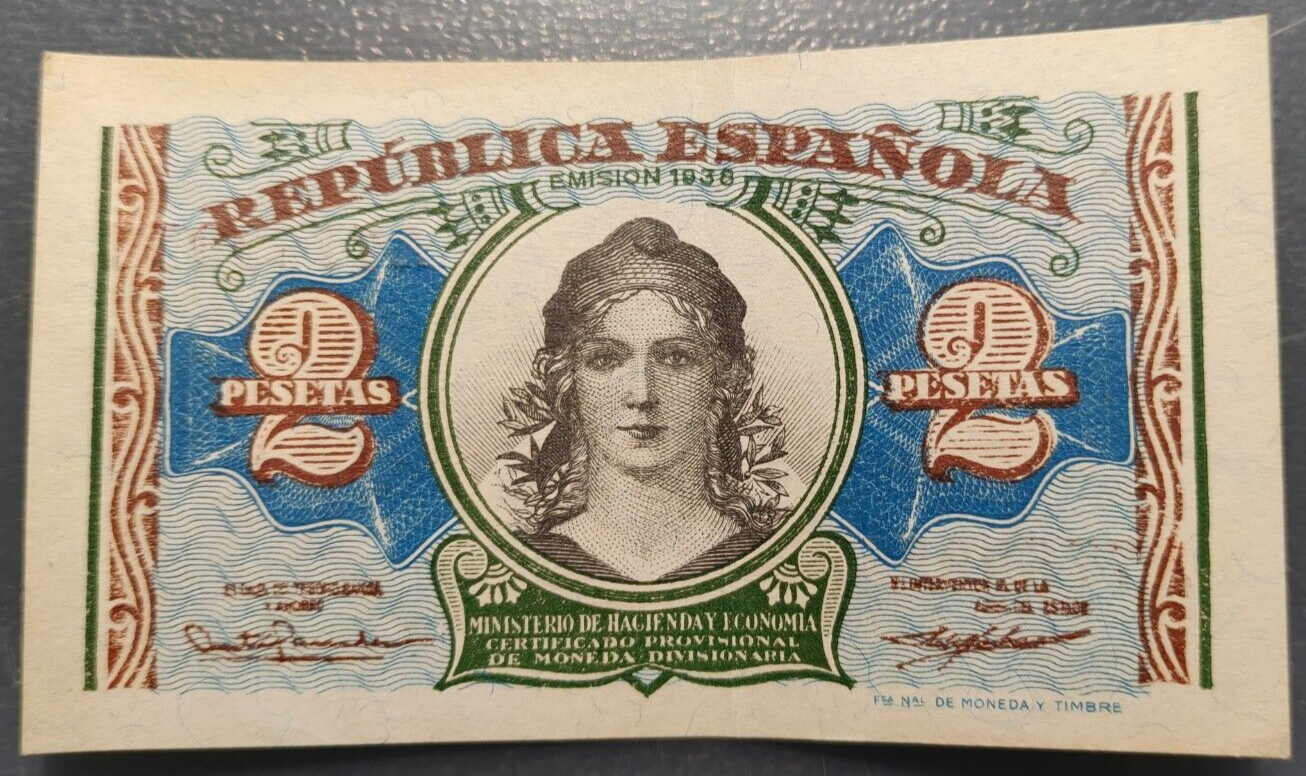 REPÚBLICA ESPAÑOLA
EMISION 1938
2
PESETAS
2
PESETAS
MINISTERIO DE HACIENDA Y ECONOMIA
CERTIFICADO PROVISIONAL
DE MONEDA DIVISIONARIA
FCA NAL DE MONEDA Y TIMBRE